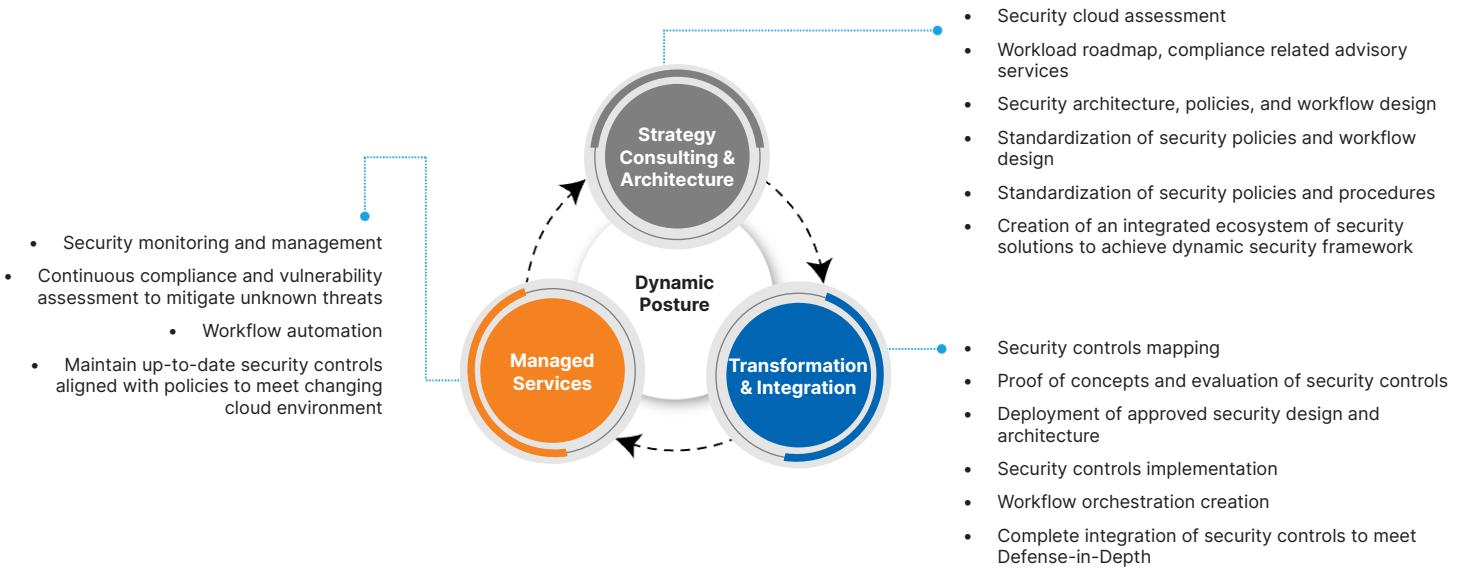 Strategy
Consulting &
Architecture
• Security cloud assessment
• Workload roadmap, compliance related advisory
services
• Security architecture, policies, and workflow design
• Standardization of security policies and workflow
design
• Standardization of security policies and procedures
• Creation of an integrated ecosystem of security
solutions to achieve dynamic security framework
Dynamic
Posture
Transformation
& Integration
• Security controls mapping
• Proof of concepts and evaluation of security controls
• Deployment of approved security design and
architecture
• Security controls implementation
• Workflow orchestration creation
• Complete integration of security controls to meet
Defense-in-Depth
Managed
Services
• Security monitoring and management
• Continuous compliance and vulnerability
assessment to mitigate unknown threats
• Workflow automation
• Maintain up-to-date security controls
aligned with policies to meet changing
cloud environment